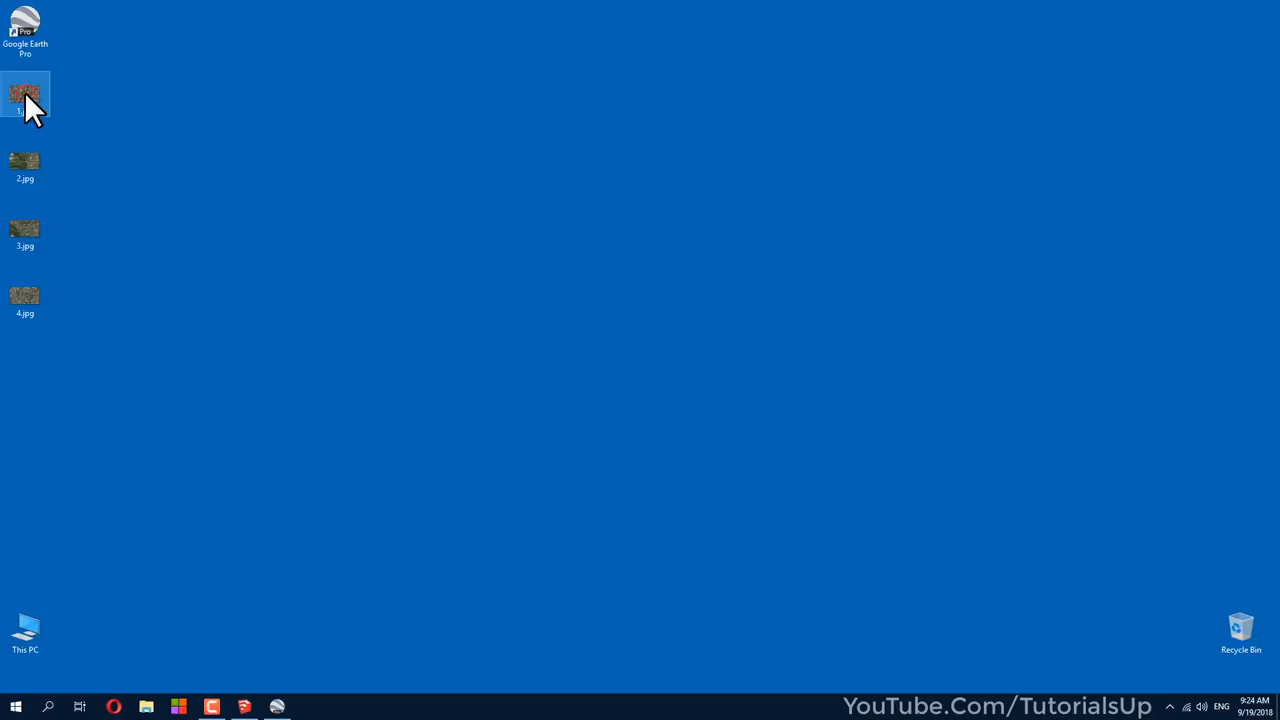 Pro
Google Earth
Pro
2.jpg
3.jpg
4.jpg
This PC
Recycle Bin
YouTube.Com/TutorialsUp
ENG
9:24 AM
9/19/2018